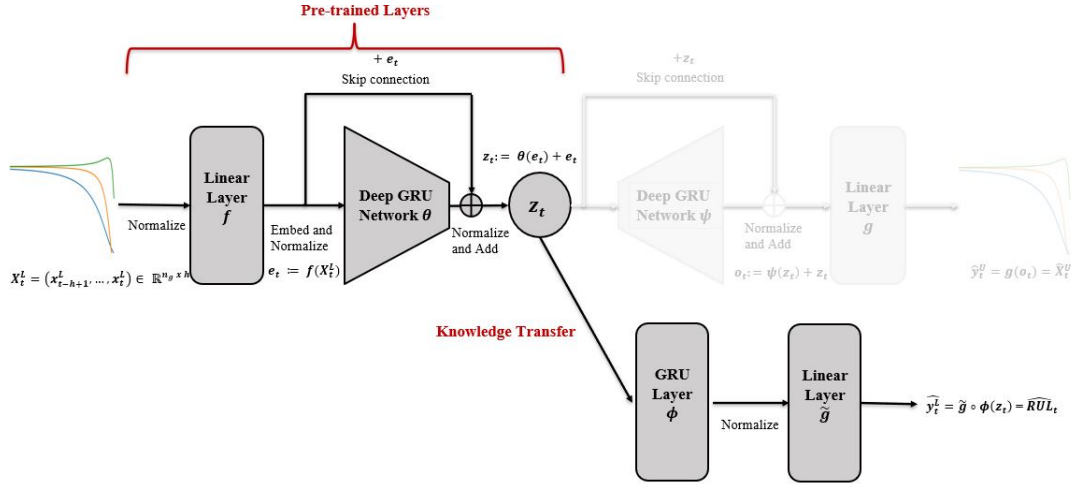 Pre-trained Layers
+ e_t
Skip connection
+z_t
Skip connection
Linear
Layer
f
Deep GRU
Network θ
z_t := θ(e_t) + e_t
z_t
Normalize
Embed and
Normalize
e_t ≔ f(X_t^L)
Normalize
and Add
X_t^L = (x_{t-h+1}^L, ..., x_t^L) ∈ ℝ^{n_g x h}
Deep GRU
Network ψ
Normalize
and Add
o_t := ψ(z_t) + z_t
Linear
Layer
g
ŷ_t^U = g(o_t) = X̂_t^U
Knowledge Transfer
GRU
Layer
ϕ
Normalize
Linear
Layer
g̃
ŷ_t^L = g̃ ∘ ϕ(z_t) = R̂UL_t